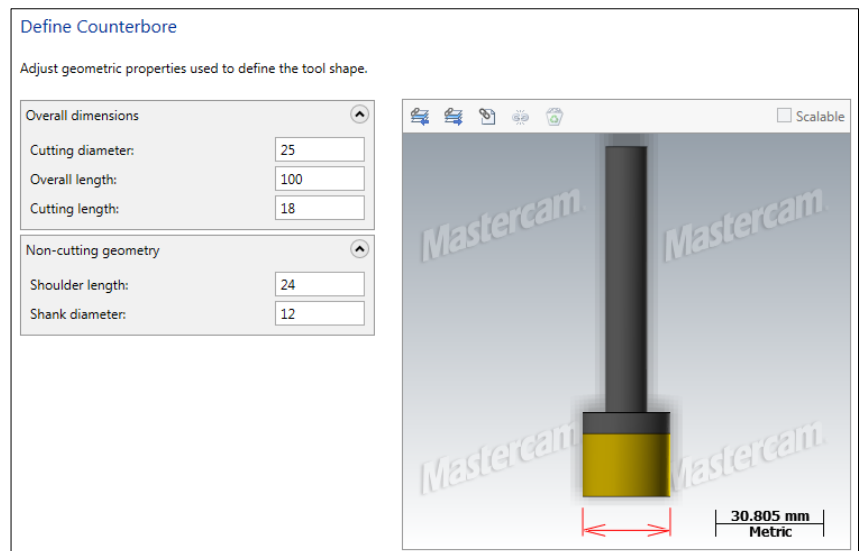 Define Counterbore
Adjust geometric properties used to define the tool shape.
Overall dimensions
Cutting diameter: 25
Overall length: 100
Cutting length: 18
Non-cutting geometry
Shoulder length: 24
Shank diameter: 12
Scalable
Mastercam.
Mastercam.
Mastercam
Mastercam.
30.805 mm
Metric